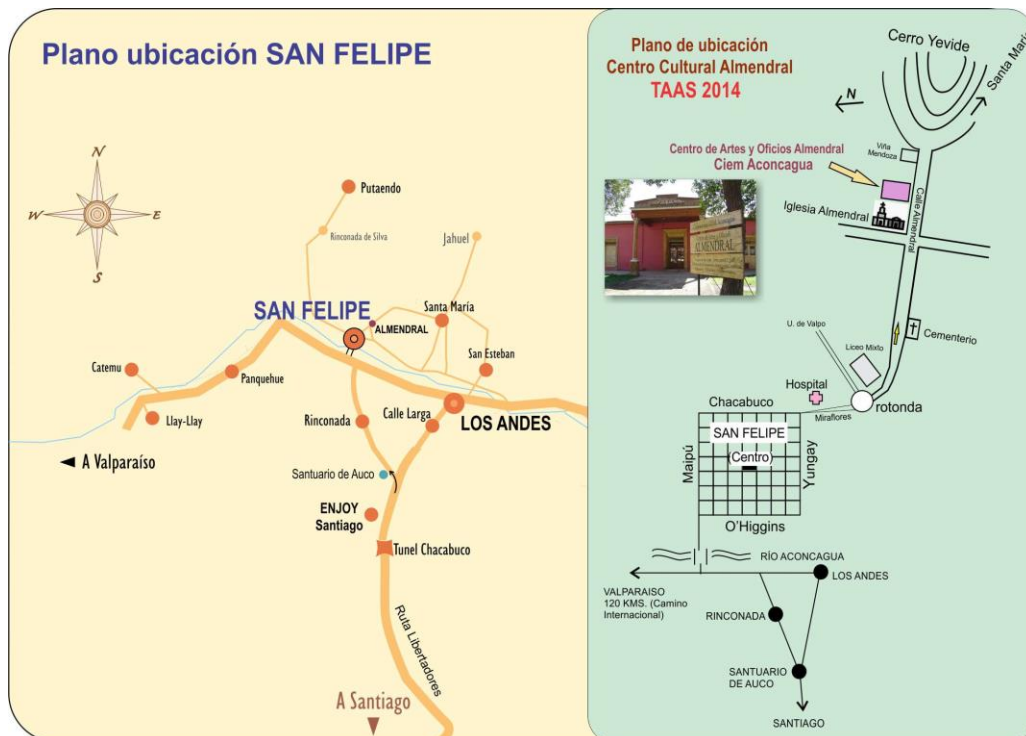 Plano ubicación SAN FELIPE
N
W
E
S
Putaendo
Rinconada de Silva
Jahuel
SAN FELIPE
ALMENDRAL
Santa María
San Esteban
Catemu
Panquehue
Llay-Llay
Rinconada
Calle Larga
LOS ANDES
A Valparaíso
Santuario de Auco
ENJOY
Santiago
Tunel Chacabuco
Ruta Libertadores
A Santiago
Plano de ubicación
Centro Cultural Almendral
TAAS 2014
N
Cerro Yevide
Santa María
Viña
Mendoza
Centro de Artes y Oficios Almendral
Ciem Aconcagua
ALMENDRAL
Iglesia Almendral
Calle Almendral
Cementerio
U. de Valpo
Liceo Mixto
Hospital
rotonda
Miraflores
Chacabuco
SAN FELIPE
(Centro)
Maipú
Yungay
O'Higgins
RÍO ACONCAGUA
LOS ANDES
VALPARAISO
120 KMS. (Camino
Internacional)
RINCONADA
SANTUARIO
DE AUCO
SANTIAGO